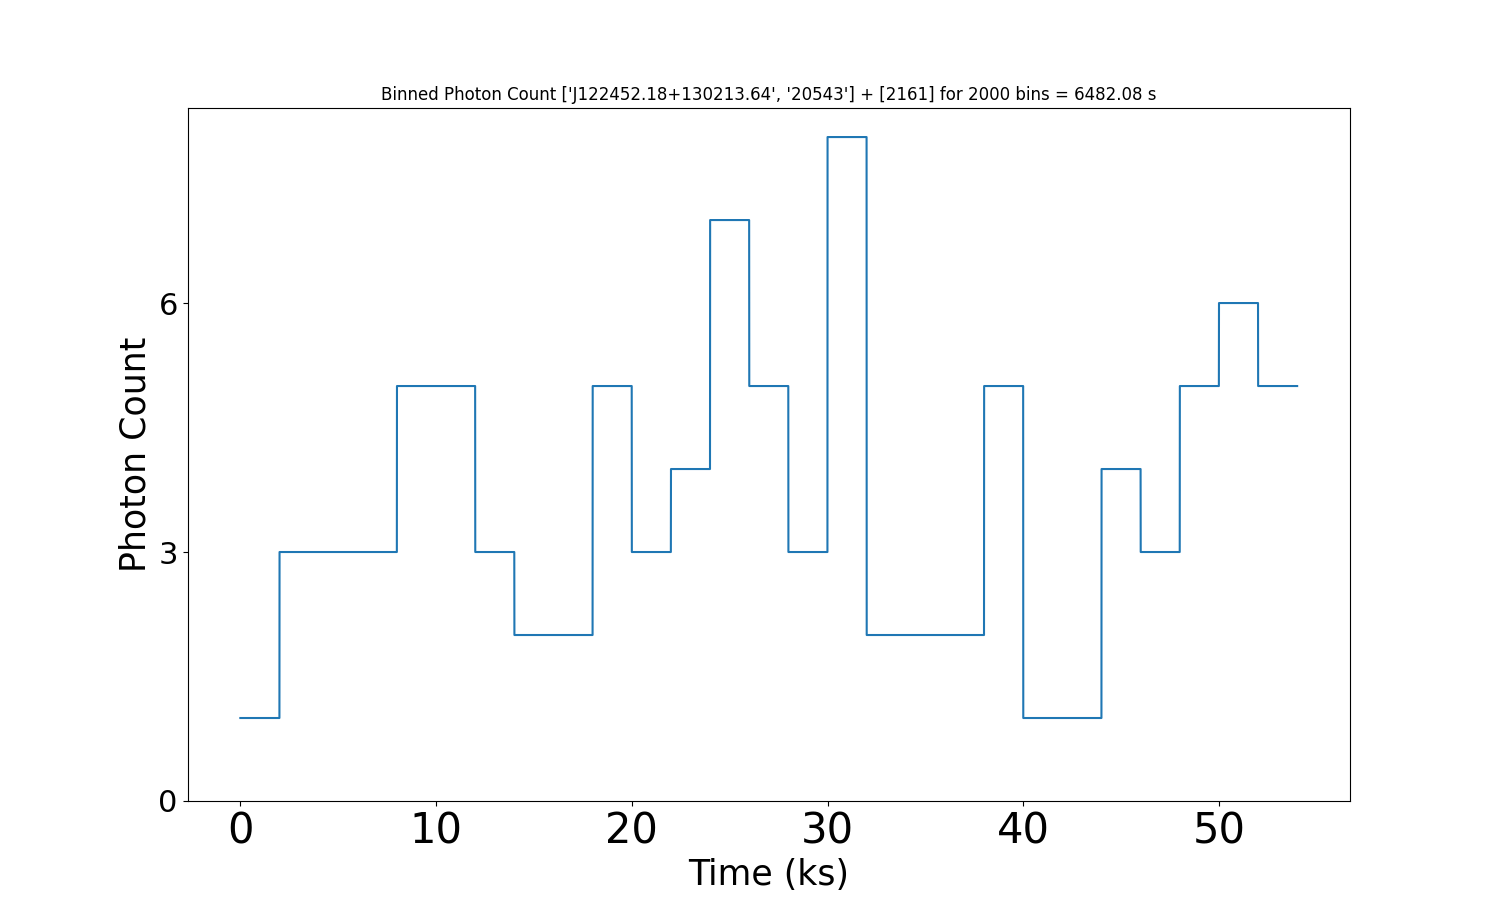 Binned Photon Count ['J122452.18+130213.64', '20543'] + [2161] for 2000 bins = 6482.08 s
Photon Count
6
3
0
0 10 20 30 40 50
Time (ks)